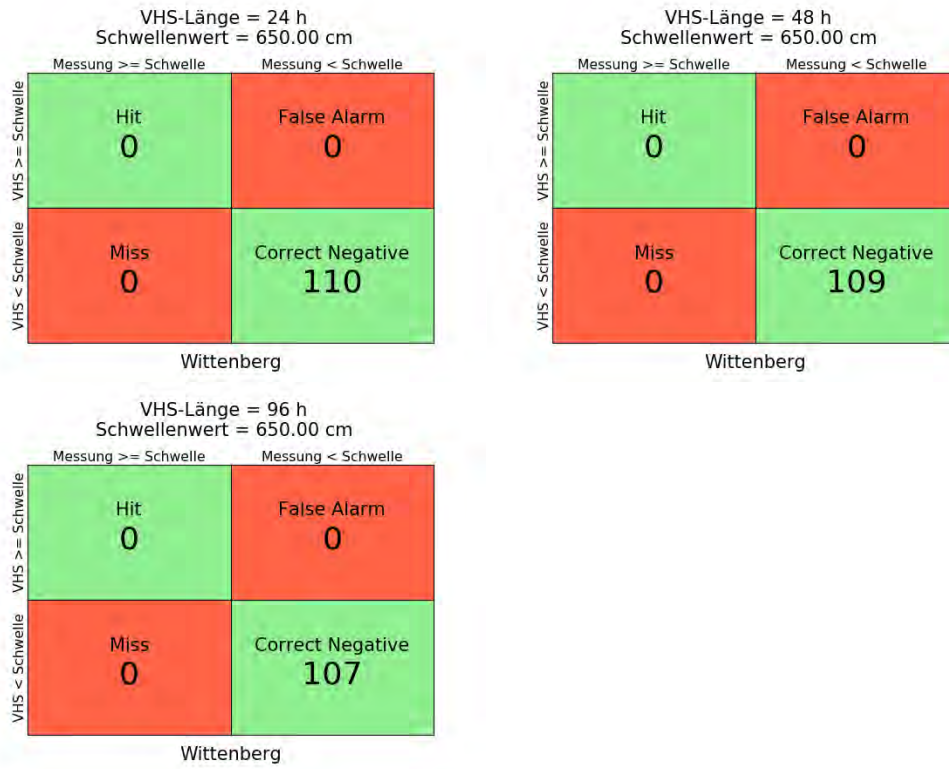 VHS-Länge = 24 h
Schwellenwert = 650.00 cm
Messung >= Schwelle
Messung < Schwelle
VHS >= Schwelle
Hit
0
False Alarm
0
VHS < Schwelle
Miss
0
Correct Negative
110
Wittenberg
VHS-Länge = 48 h
Schwellenwert = 650.00 cm
Messung >= Schwelle
Messung < Schwelle
VHS >= Schwelle
Hit
0
False Alarm
0
VHS < Schwelle
Miss
0
Correct Negative
109
Wittenberg
VHS-Länge = 96 h
Schwellenwert = 650.00 cm
Messung >= Schwelle
Messung < Schwelle
VHS >= Schwelle
Hit
0
False Alarm
0
VHS < Schwelle
Miss
0
Correct Negative
107
Wittenberg